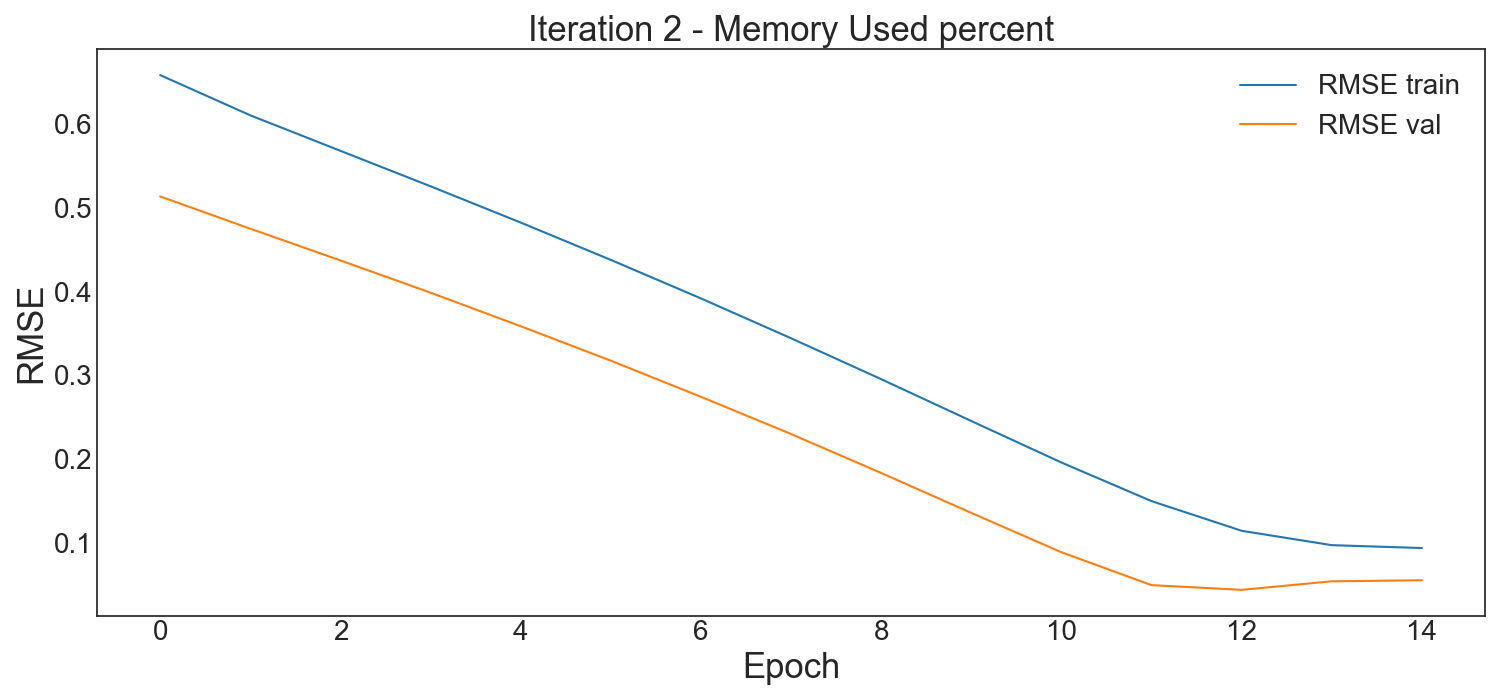 Iteration 2 - Memory Used percent
RMSE train
RMSE val
0.6
0.5
0.4
0.3
0.2
0.1
RMSE
0 2 4 6 8 10 12 14
Epoch